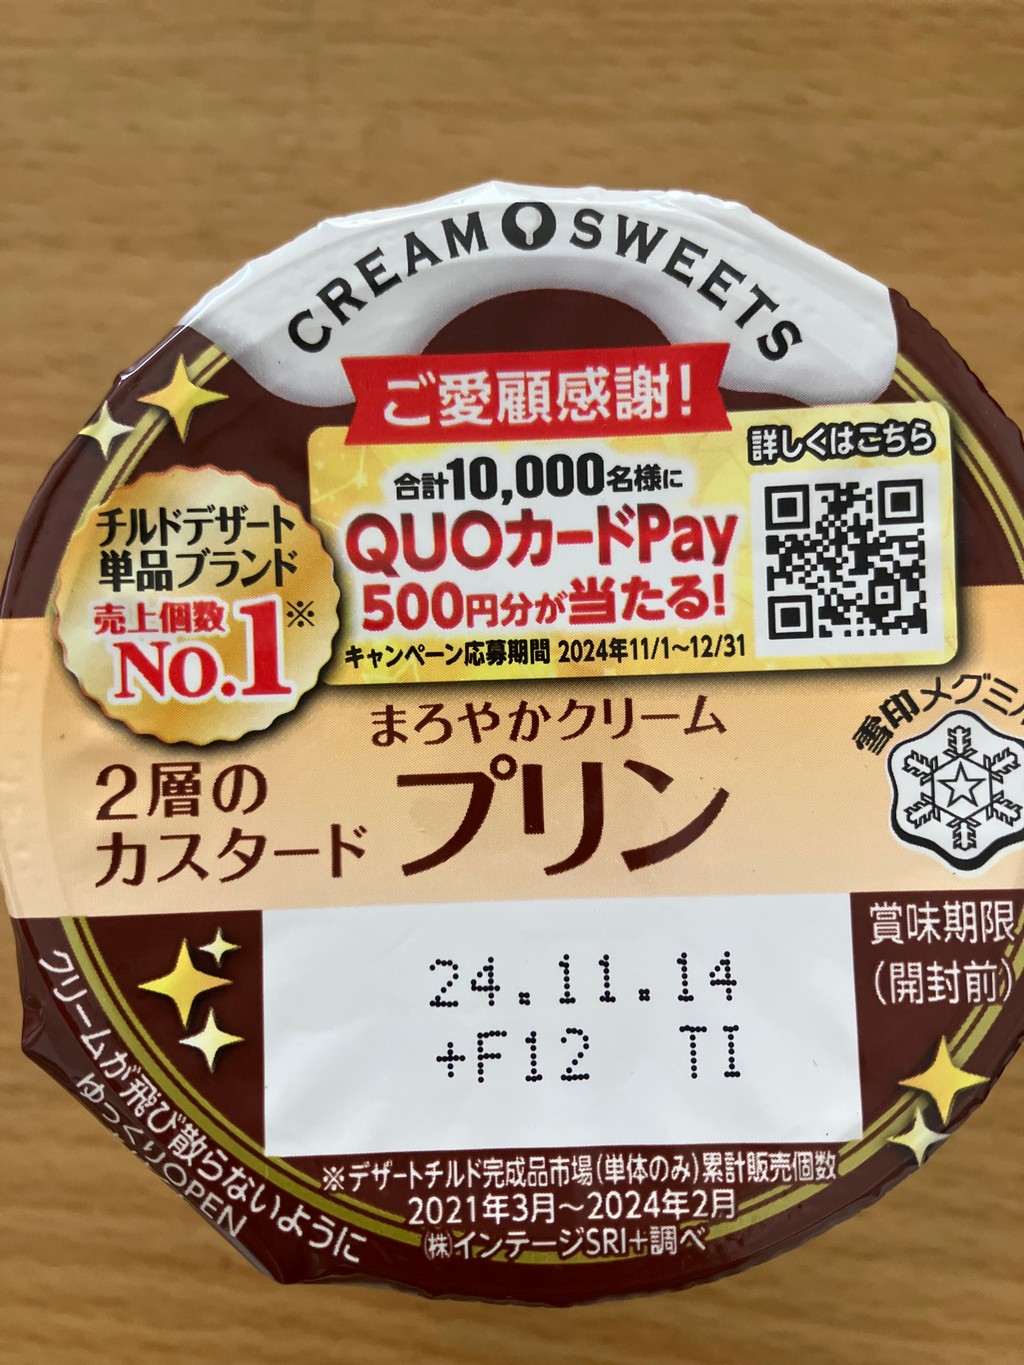 CREAM SWEETS
ご愛顧感謝!
詳しくはこちら
合計10,000名様に
QUOカードPay
500円分が当たる!
キャンペーン応募期間 2024年11/1～12/31
チルドデザート
単品ブランド
売上個数
No.1※
雪印メグミル
まろやかクリーム
プリン
2層の
カスタード
賞味期限
(開封前)
24.11.14
+F12 TI
クリームが飛び散らないように
ゆっくりOPEN
※デザートチルド完成品市場(単体のみ)累計販売個数
2021年3月～2024年2月
㈱インテージSRI+調べ